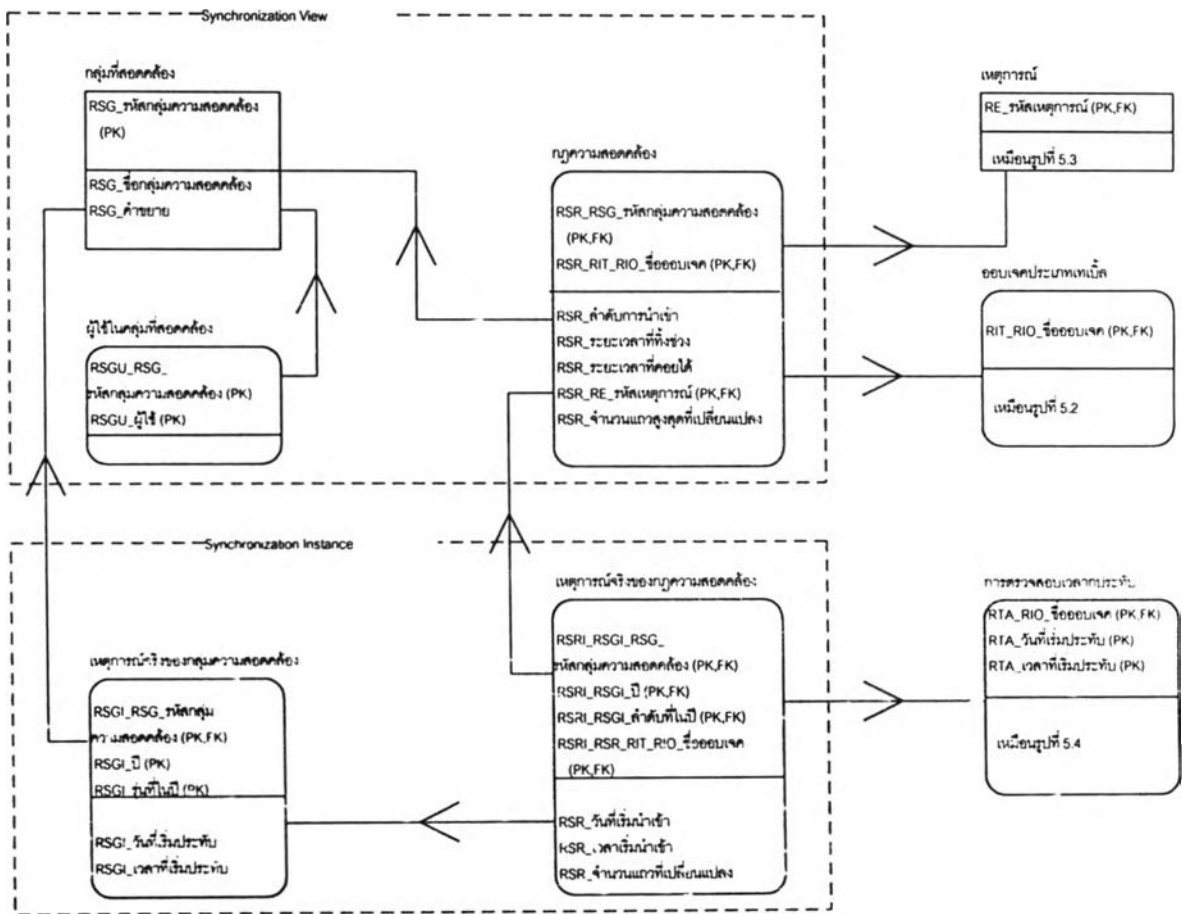 Synchronization View
กลุ่มที่สอดคล้อง
RSG_รหัสกลุ่มความสอดคล้อง
(PK)
RSG_ชื่อกลุ่มความสอดคล้อง
RSG_คำขยาย
ผู้ใช้ในกลุ่มที่สอดคล้อง
RSGU_RSG_
รหัสกลุ่มความสอดคล้อง (PK)
RSGU_ผู้ใช้ (PK)
กฎความสอดคล้อง
RSR_RSG_รหัสกลุ่มความสอดคล้อง
(PK,FK)
RSR_RIT_RIO_ชื่อออบเจค (PK,FK)
RSR_ลำดับการนำเข้า
RSR_ระยะเวลาที่ทิ้งช่วง
RSR_ระยะเวลาที่คอยได้
RSR_RE_รหัสเหตุการณ์ (PK,FK)
RSR_จำนวนแถวสูงสุดที่เปลี่ยนแปลง
เหตุการณ์
RE_รหัสเหตุการณ์ (PK,FK)
เหมือนรูปที่ 5.3
ออบเจคประเภทเทเบิ้ล
RIT_RIO_ชื่อออบเจค (PK,FK)
เหมือนรูปที่ 5.2
Synchronization Instance
เหตุการณ์จริงของกลุ่มความสอดคล้อง
RSGI_RSG_รหัสกลุ่ม
ความสอดคล้อง (PK,FK)
RSGI_ปี (PK)
RSGI_รุ่นที่ในปี (PK)
RSGI_วันที่เริ่มประทับ
RSGI_เวลาที่เริ่มประทับ
เหตุการณ์จริงของกฎความสอดคล้อง
RSRI_RSGI_RSG_
รหัสกลุ่มความสอดคล้อง (PK,FK)
RSRI_RSGI_ปี (PK,FK)
RSRI_RSGI_ลำดับที่ในปี (PK,FK)
RSRI_RSR_RIT_RIO_ชื่อออบเจค
(PK,FK)
RSR_วันที่เริ่มนำเข้า
RSR_เวลาเริ่มนำเข้า
RSR_จำนวนแถวที่เปลี่ยนแปลง
การตรวจสอบเวลาประทับ
RTA_RIO_ชื่อออบเจค (PK,FK)
RTA_วันที่เริ่มประทับ (PK)
RTA_เวลาที่เริ่มประทับ (PK)
เหมือนรูปที่ 5.4